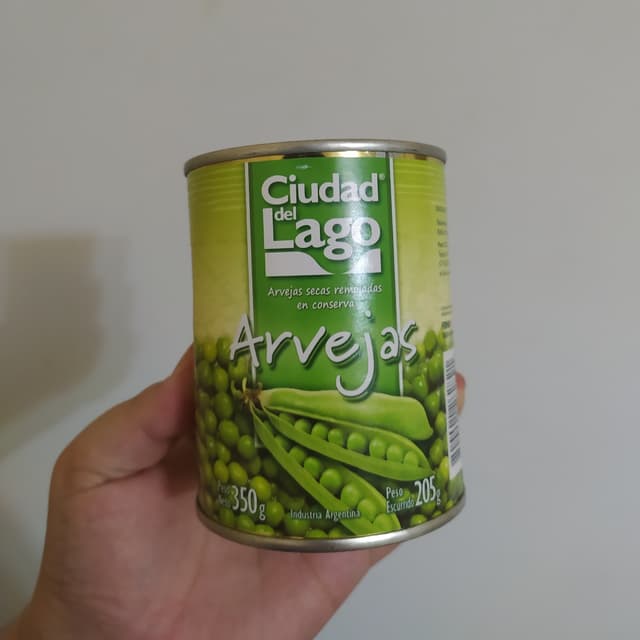 Ciudad®
del
Lago
Arvejas secas remojadas
en conserva
Arvejas
Peso
Neto 350g
Industria Argentina
Peso
Escurrido 205g